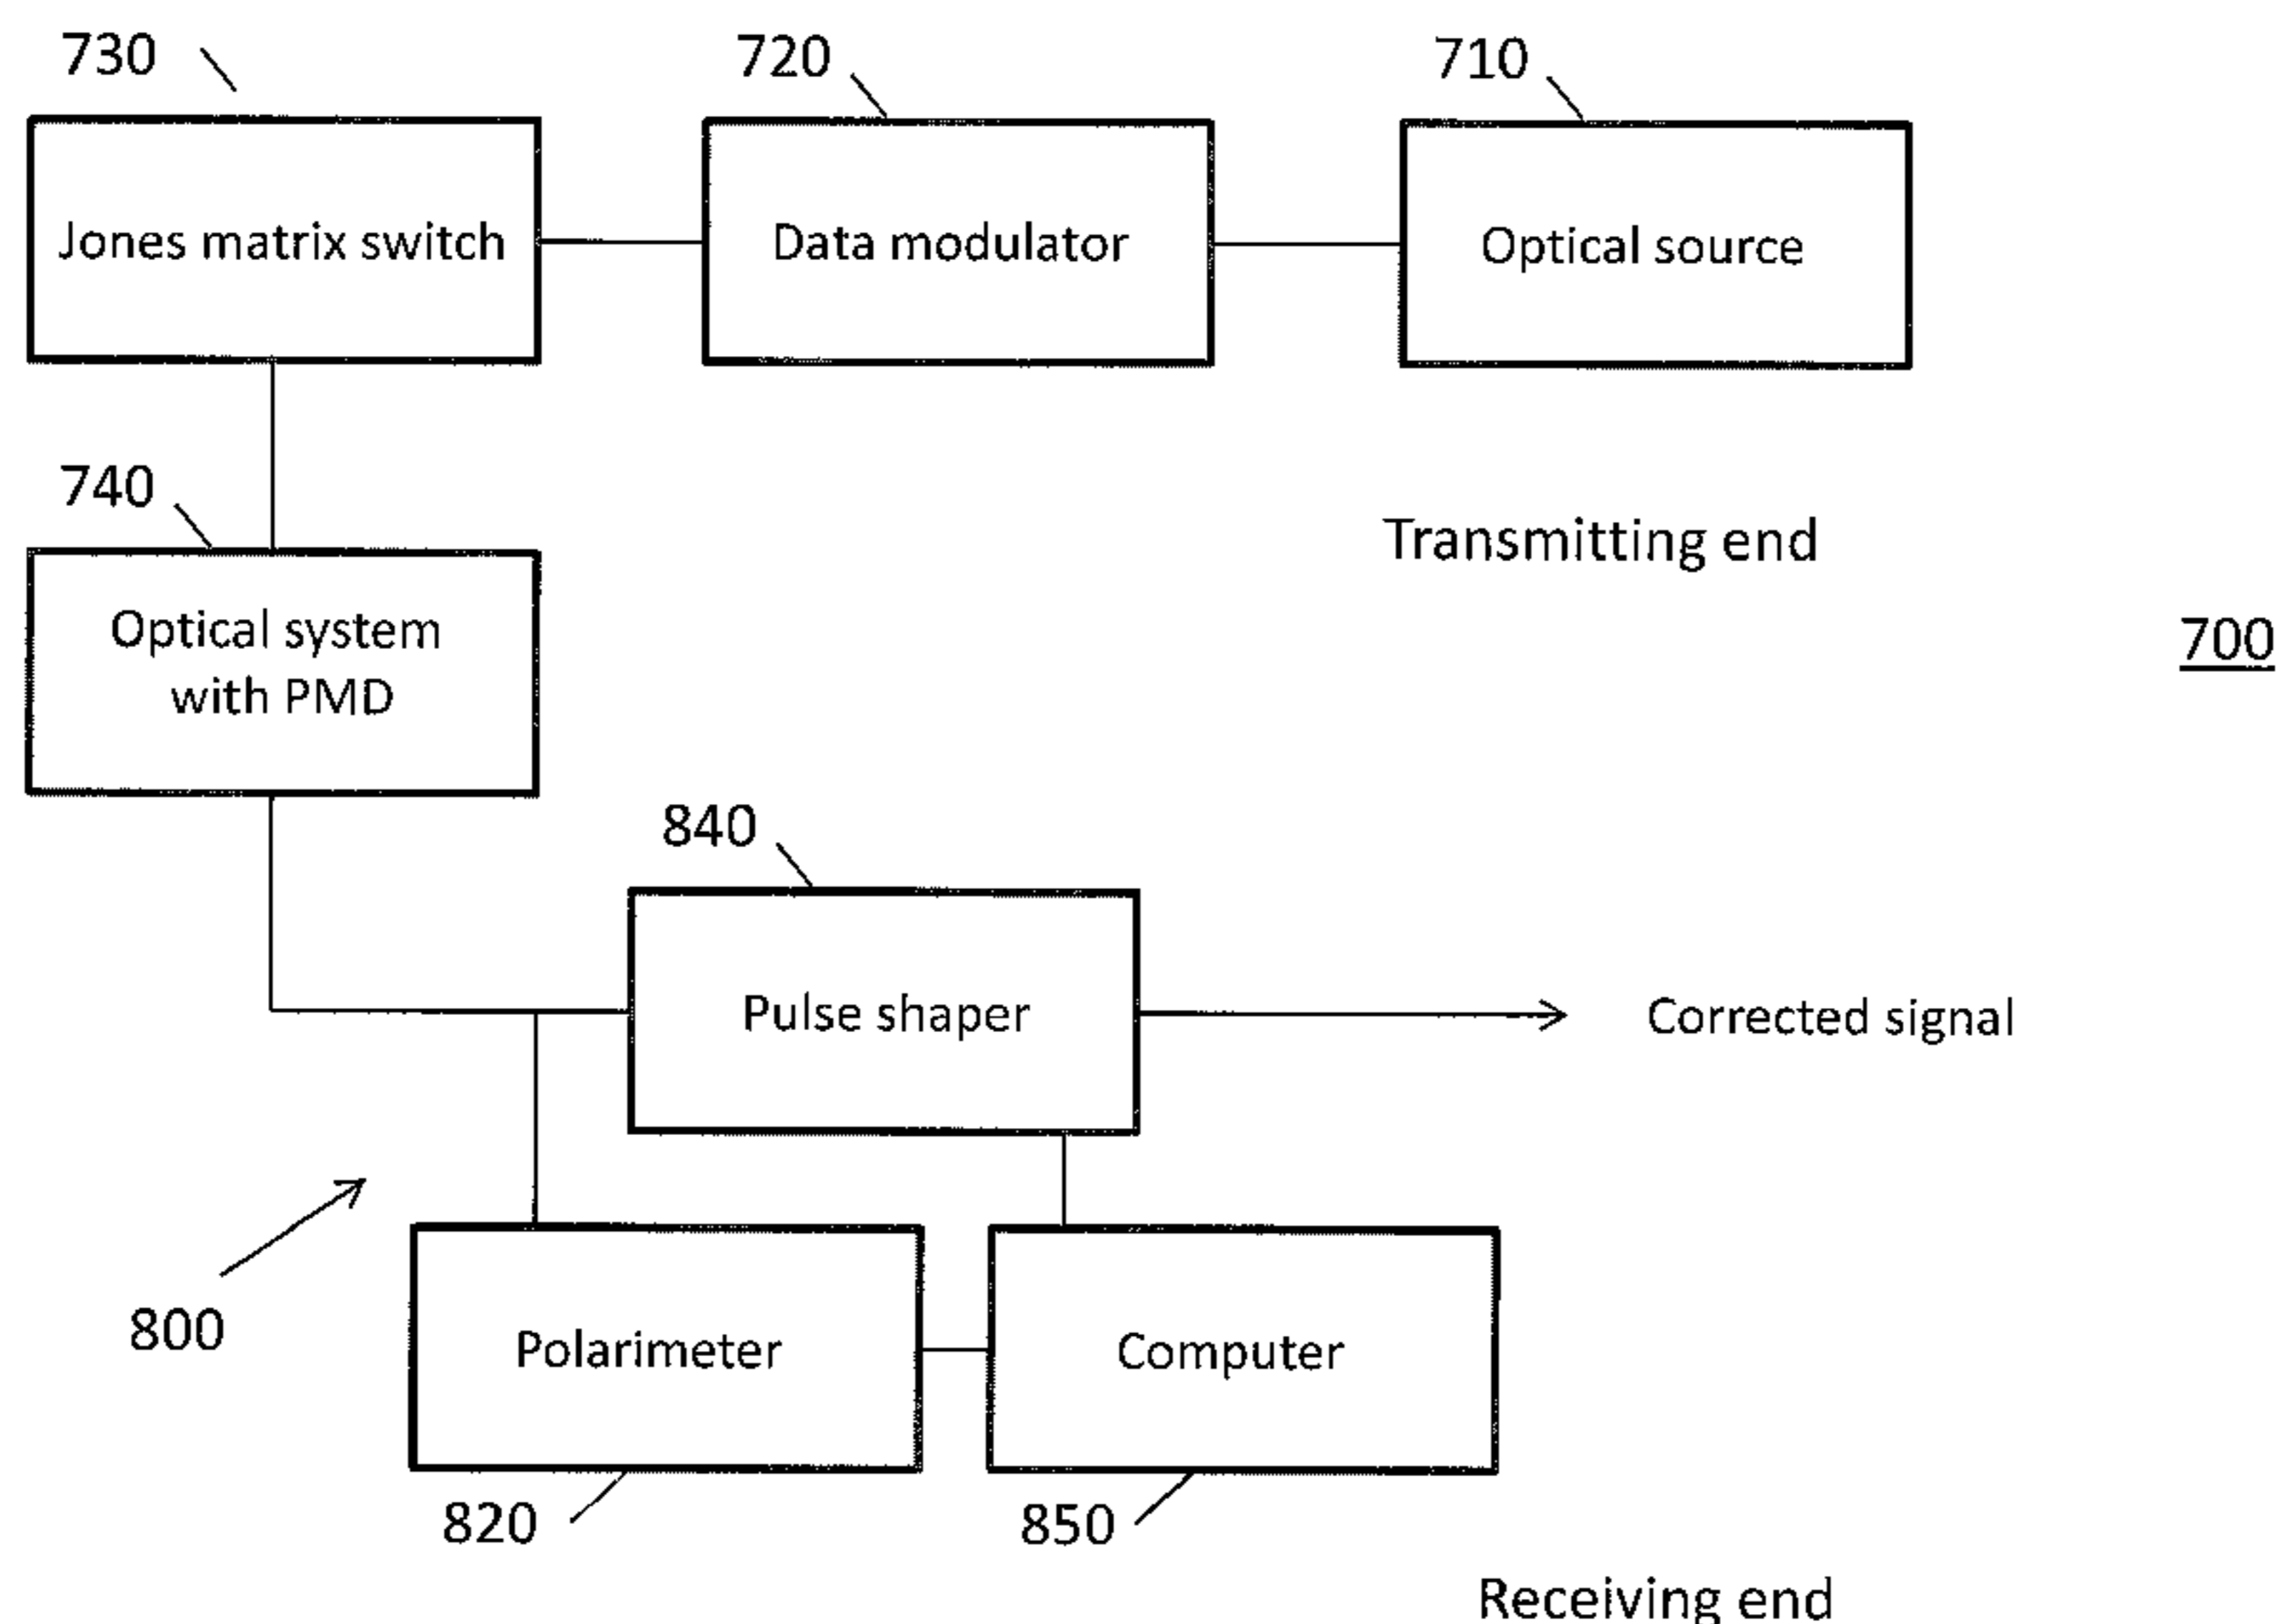 730
720
710
Jones matrix switch
Data modulator
Optical source
740
Transmitting end
Optical system
with PMD
700
840
Pulse shaper
Corrected signal
800
Polarimeter
Computer
820
850
Receiving end